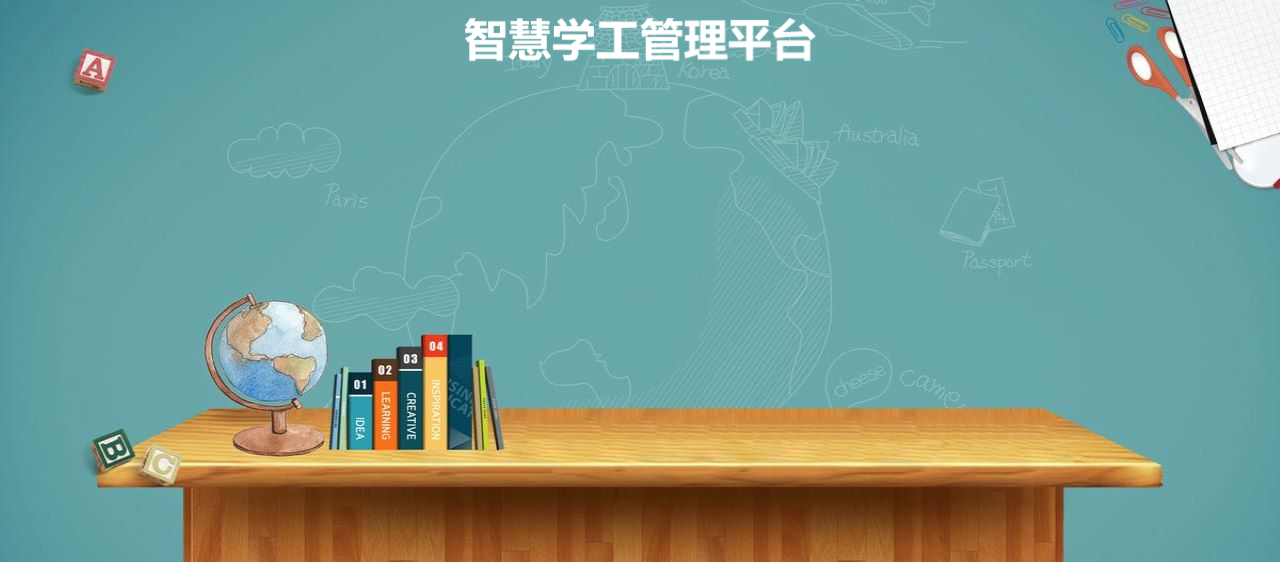 智慧学工管理平台
Italy
Korea
A
Australia
Paris
Passport
04
03
02
01
IDEA
LEARNING
CREATIVE
INSPIRATION
cheese
came
B
C